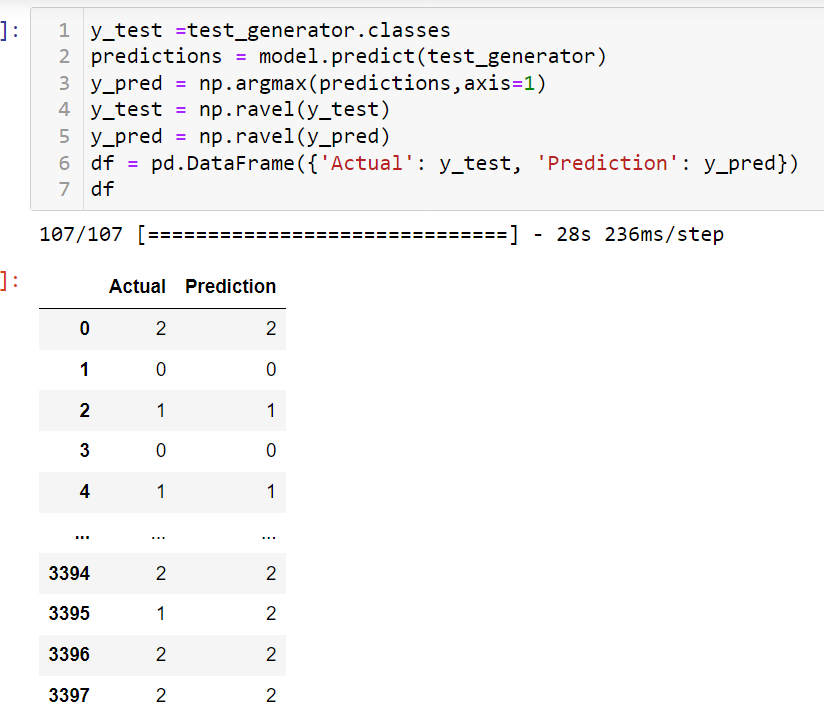 ]:
1 y_test =test_generator.classes
2 predictions = model.predict(test_generator)
3 y_pred = np.argmax(predictions,axis=1)
4 y_test = np.ravel(y_test)
5 y_pred = np.ravel(y_pred)
6 df = pd.DataFrame({'Actual': y_test, 'Prediction': y_pred})
7 df
107/107 [==============================] - 28s 236ms/step
]:
Actual Prediction
0 2 2
1 0 0
2 1 1
3 0 0
4 1 1
... ... ...
3394 2 2
3395 1 2
3396 2 2
3397 2 2